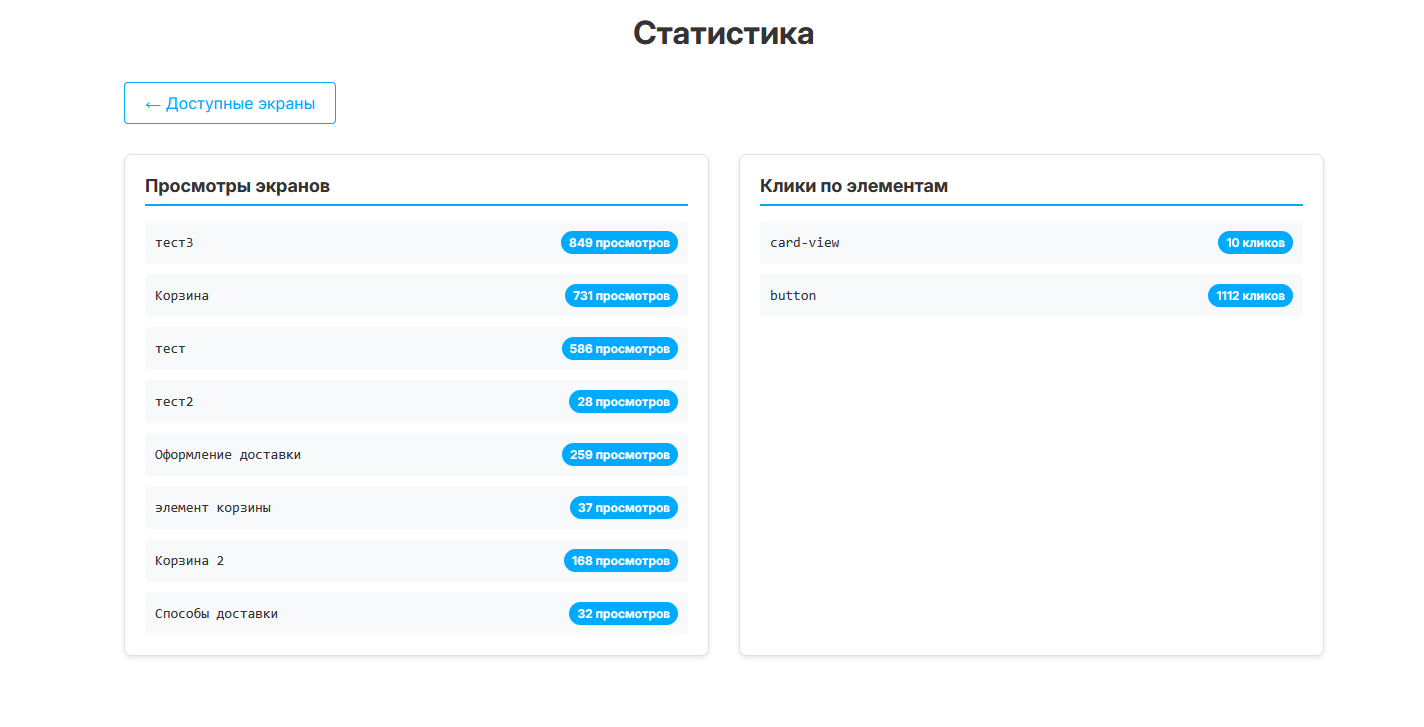 Статистика
← Доступные экраны
Просмотры экранов
тест3 849 просмотров
Корзина 731 просмотров
тест 586 просмотров
тест2 28 просмотров
Оформление доставки 259 просмотров
элемент корзины 37 просмотров
Корзина 2 168 просмотров
Способы доставки 32 просмотров
Клики по элементам
card-view 10 кликов
button 1112 кликов